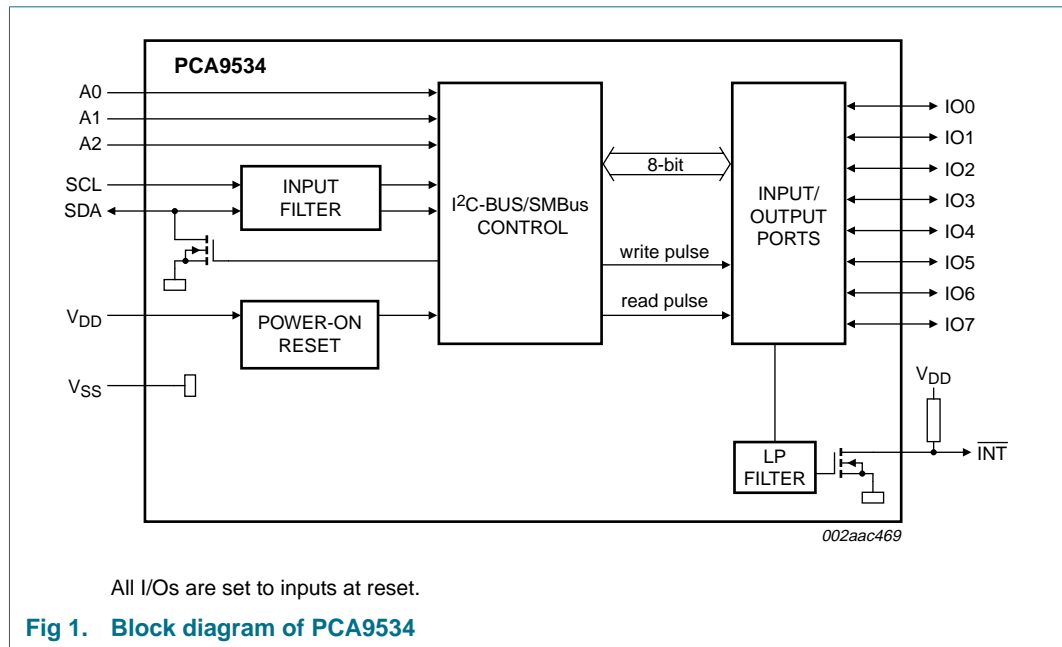 PCA9534
A0
A1
A2
SCL
SDA
INPUT
FILTER
I²C-BUS/SMBus
CONTROL
8-bit
INPUT/
OUTPUT
PORTS
write pulse
read pulse
IO0
IO1
IO2
IO3
IO4
IO5
IO6
IO7
VDD
POWER-ON
RESET
VSS
VDD
LP
FILTER
INT
002aac469
All I/Os are set to inputs at reset.
Fig 1. Block diagram of PCA9534